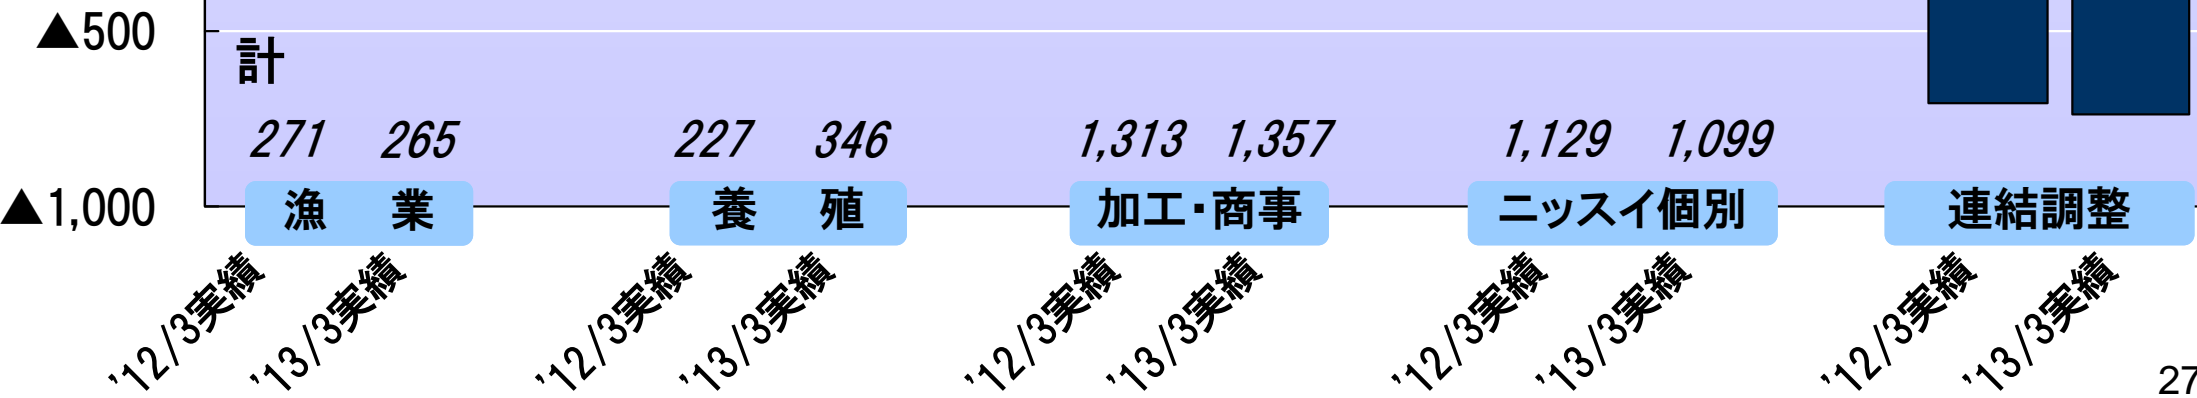 ▲500
計
271 265 227 346 1,313 1,357 1,129 1,099
▲1,000
漁 業 養 殖 加工・商事 ニッスイ個別 連結調整
'12/3実績 '13/3実績 '12/3実績 '13/3実績 '12/3実績 '13/3実績 '12/3実績 '13/3実績 '12/3実績 '13/3実績
27